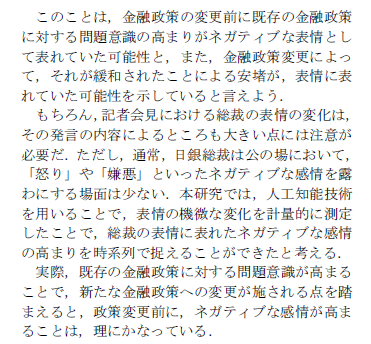 このことは，金融政策の変更前に既存の金融政策
に対する問題意識の高まりがネガティブな表情とし
て表れていた可能性と，また，金融政策変更によっ
て，それが緩和されたことによる安堵が，表情に表
れていた可能性を示していると言えよう．
もちろん，記者会見における総裁の表情の変化は，
その発言の内容によるところも大きい点には注意が
必要だ．ただし，通常，日銀総裁は公の場において，
「怒り」や「嫌悪」といったネガティブな感情を露
わにする場面は少ない．本研究では，人工知能技術
を用いることで，表情の機微な変化を計量的に測定
したことで，総裁の表情に表れたネガティブな感情
の高まりを時系列で捉えることができたと考える．
実際，既存の金融政策に対する問題意識が高まる
ことで，新たな金融政策への変更が施される点を踏
まえると，政策変更前に，ネガティブな感情が高ま
ることは，理にかなっている．